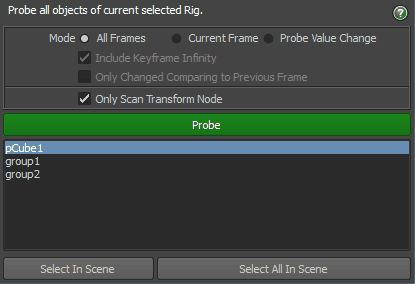 Probe all objects of current selected Rig.
?
Mode All Frames Current Frame Probe Value Change
Include Keyframe Infinity
Only Changed Comparing to Previous Frame
Only Scan Transform Node
Probe
pCube1
group1
group2
Select In Scene Select All In Scene